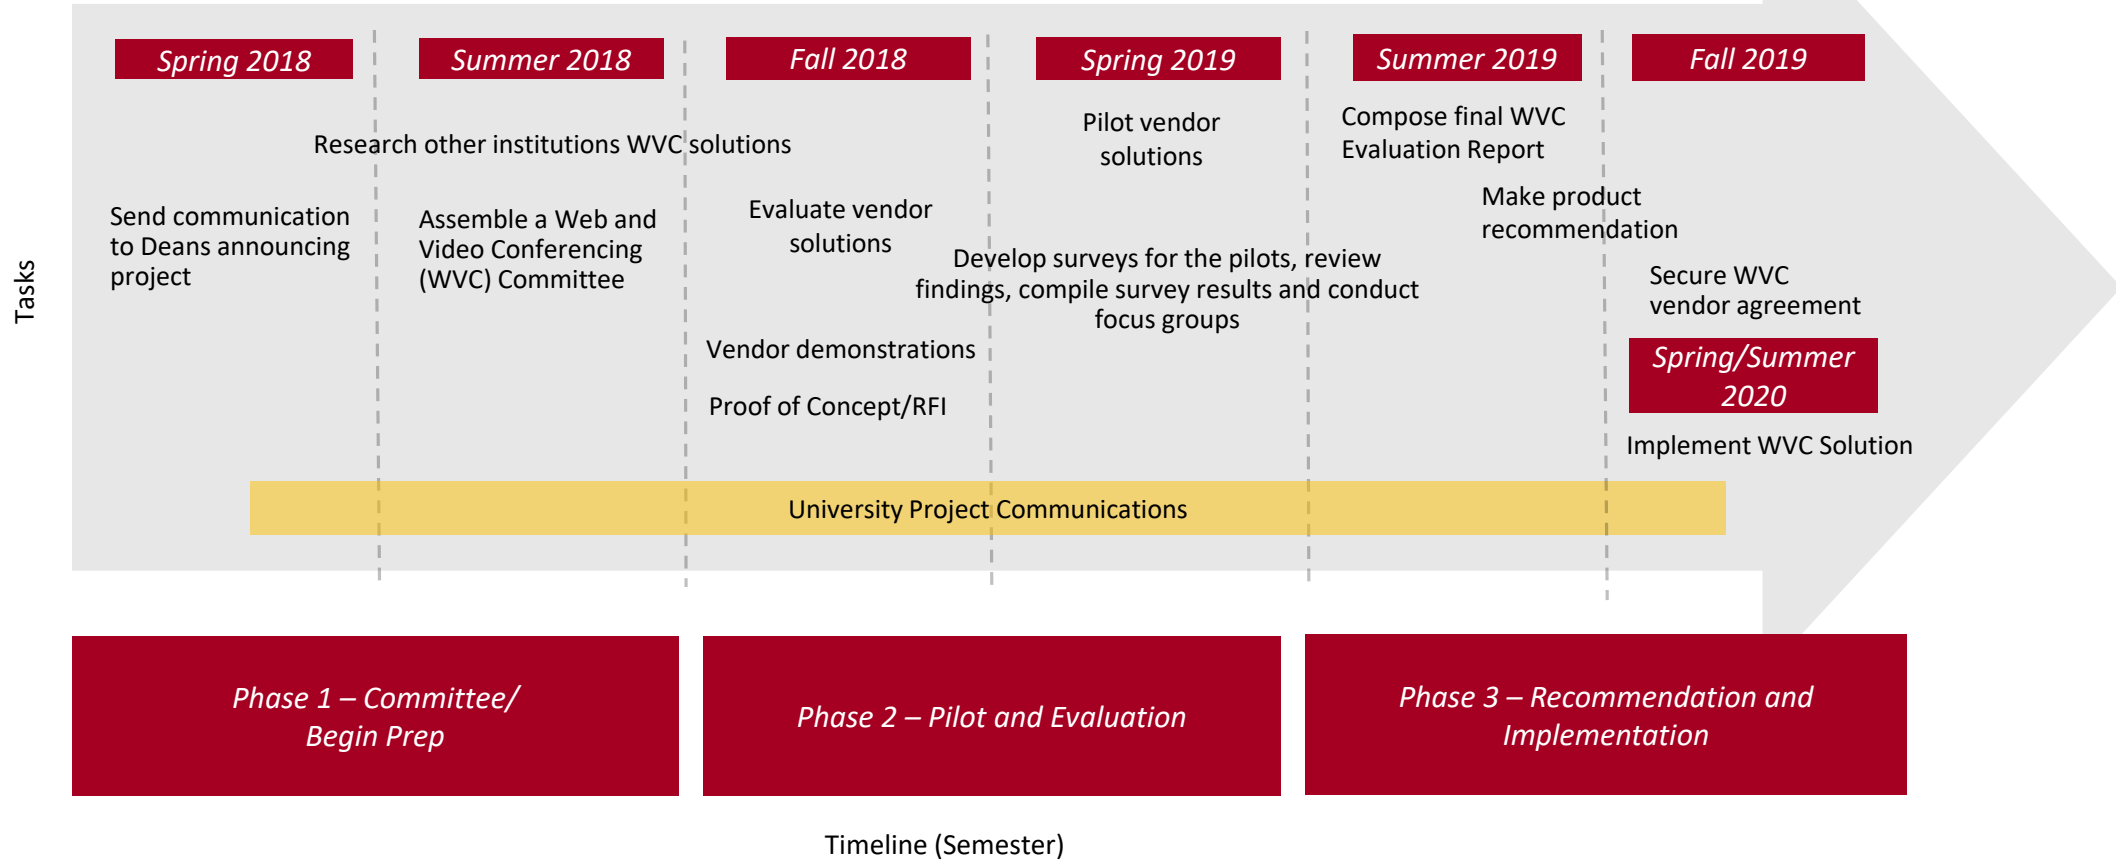 Spring 2018
Summer 2018
Fall 2018
Spring 2019
Summer 2019
Fall 2019
Research other institutions WVC solutions
Pilot vendor
solutions
Compose final WVC
Evaluation Report
Send communication
to Deans announcing
project
Assemble a Web and
Video Conferencing
(WVC) Committee
Evaluate vendor
solutions
Make product
recommendation
Develop surveys for the pilots, review
findings, compile survey results and conduct
focus groups
Secure WVC
vendor agreement
Vendor demonstrations
Proof of Concept/RFI
Spring/Summer
2020
Implement WVC Solution
Tasks
University Project Communications
Phase 1 – Committee/
Begin Prep
Phase 2 – Pilot and Evaluation
Phase 3 – Recommendation and
Implementation
Timeline (Semester)